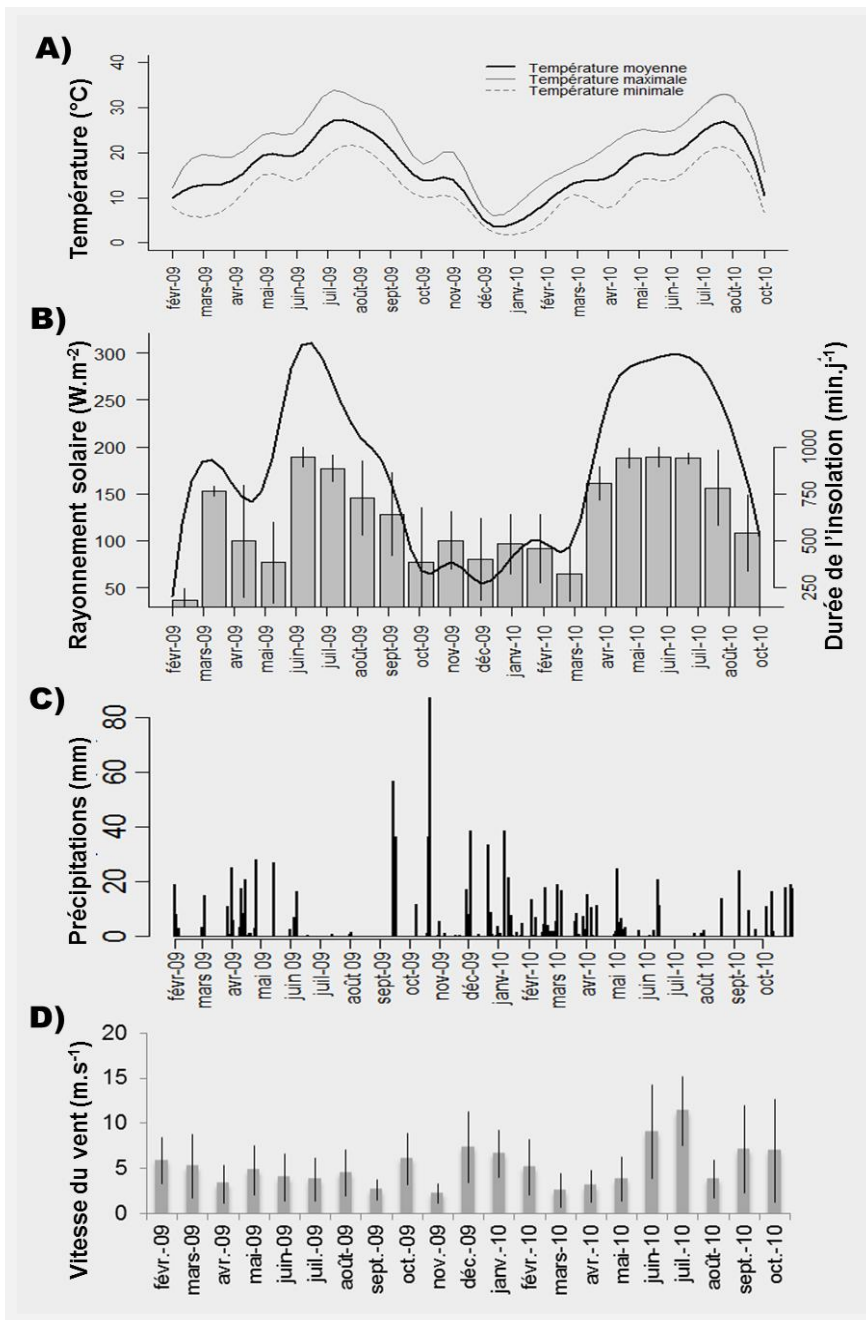 A)
Température (°C)
40
30
20
10
0
Température moyenne
Température maximale
Température minimale
févr-09
mars-09
avr-09
mai-09
juin-09
juil-09
août-09
sept-09
oct-09
nov-09
déc-09
janv-10
févr-10
mars-10
avr-10
mai-10
juin-10
juil-10
août-10
oct-10
B)
Rayonnement solaire (W.m-2)
300
250
200
150
100
50
1000
750
500
250
Durée de l'insolation (min.j-1)
févr-09
mars-09
avr-09
mai-09
juin-09
juil-09
août-09
sept-09
oct-09
nov-09
déc-09
janv-10
févr-10
mars-10
avr-10
mai-10
juin-10
juil-10
août-10
oct-10
C)
Précipitations (mm)
80
60
40
20
0
févr-09
mars 09
avr-09
mai 09
juin 09
juil-09
août 09
sept-09
oct-09
nov-09
déc-09
janv-10
févr-10
mars 10
avr-10
mai 10
juin 10
juil-10
août 10
sept-10
oct-10
D)
Vitesse du vent (m.s-1)
20
15
10
5
0
févr.-09
mars-09
avr.-09
mai-09
juin-09
juil.-09
août-09
sept.-09
oct.-09
nov.-09
déc.-09
janv.-10
févr.-10
mars-10
avr.-10
mai-10
juin-10
juil.-10
août-10
sept.-10
oct.-10